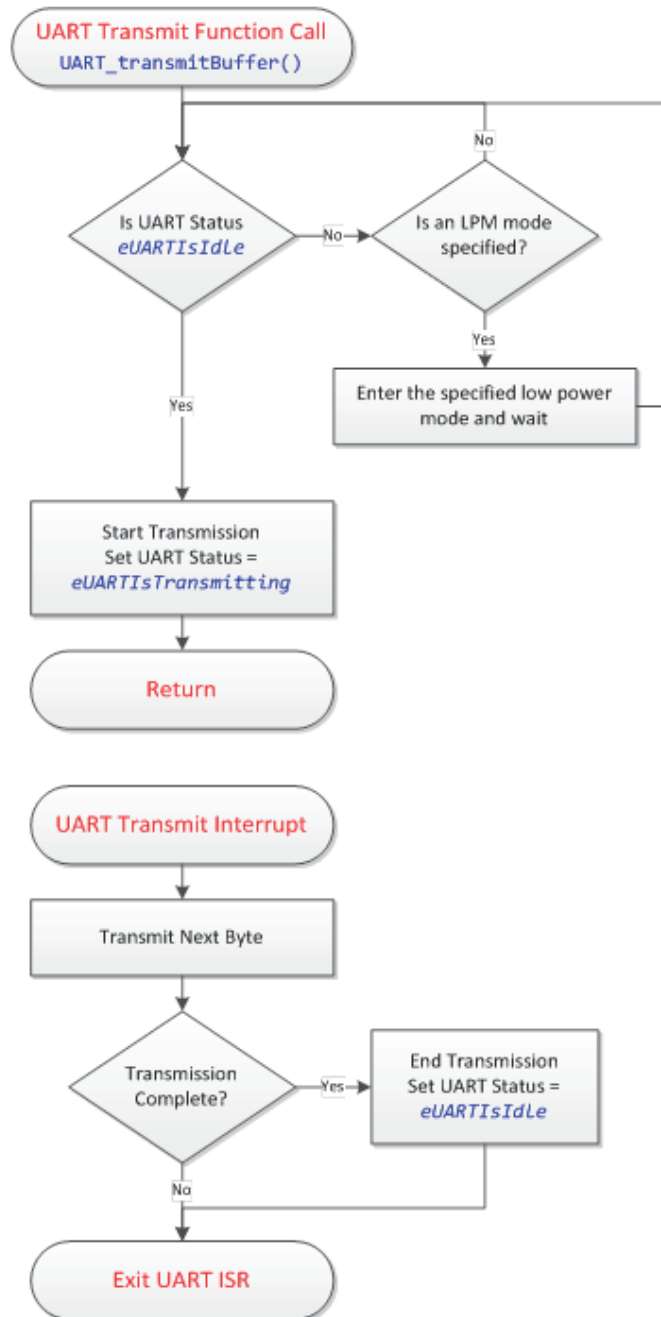 UART Transmit Function Call
UART_transmitBuffer()
No
Is UART Status
eUARTIsIdle
No
Is an LPM mode
specified?
Yes
Yes
Enter the specified low power
mode and wait
Start Transmission
Set UART Status =
eUARTIsTransmitting
Return
UART Transmit Interrupt
Transmit Next Byte
Transmission
Complete?
Yes
End Transmission
Set UART Status =
eUARTIsIdle
No
Exit UART ISR